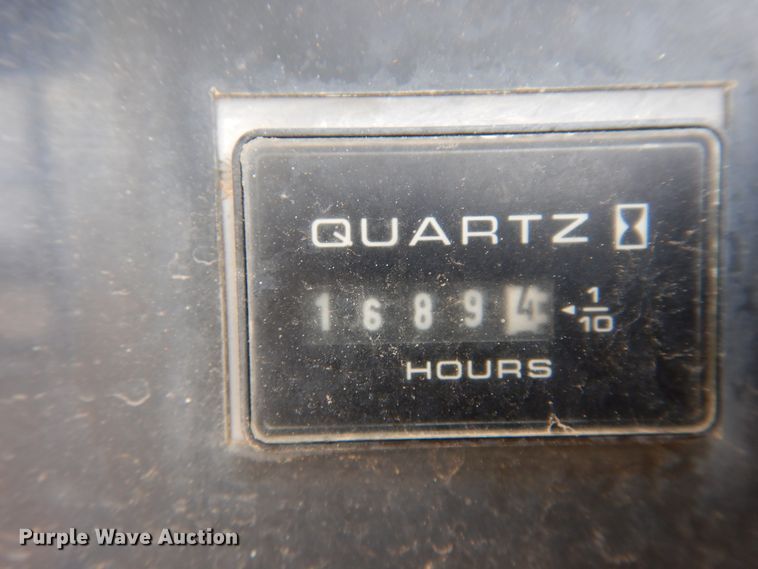 QUARTZ
1 6 8 9 4 1/10
HOURS
Purple Wave Auction